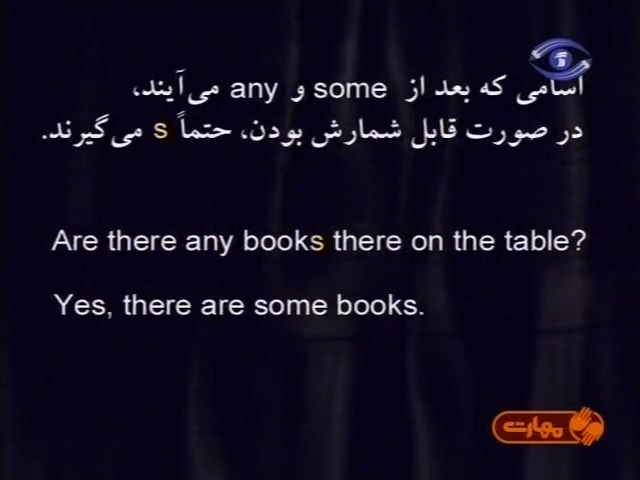 اسامی که بعد از some و any می‌آیند،
در صورت قابل شمارش بودن، حتماً s می‌گیرند.
Are there any books there on the table?
Yes, there are some books.
مهارت